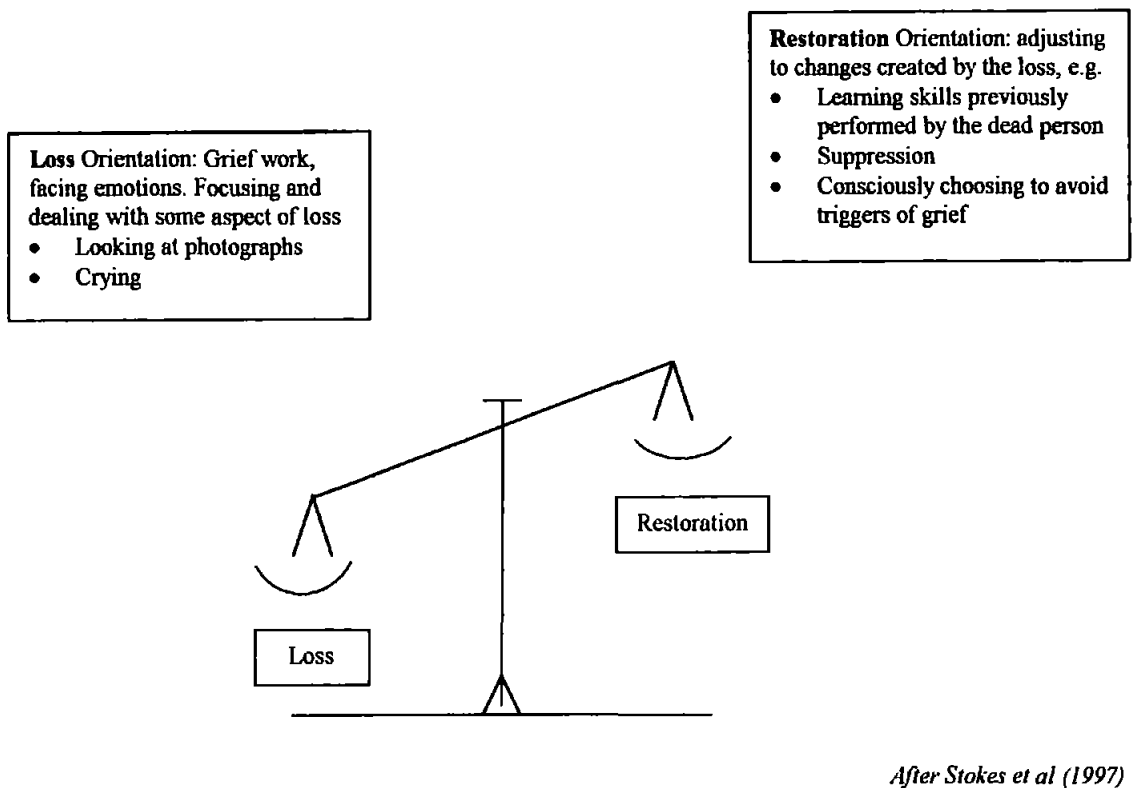 Restoration Orientation: adjusting
to changes created by the loss, e.g.
• Learning skills previously
performed by the dead person
• Suppression
• Consciously choosing to avoid
triggers of grief
Loss Orientation: Grief work,
facing emotions. Focusing and
dealing with some aspect of loss
• Looking at photographs
• Crying
Restoration
Loss
After Stokes et al (1997)